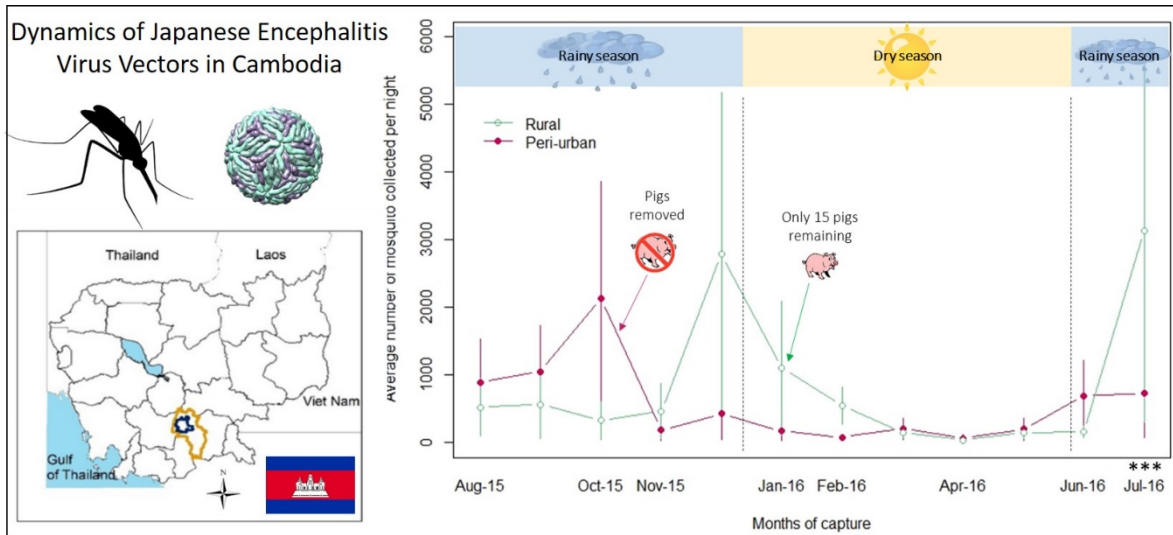 Dynamics of Japanese Encephalitis
Virus Vectors in Cambodia
Thailand
Laos
Viet Nam
Gulf
of Thailand
N
Average number of mosquito collected per night
6000
5000
4000
3000
2000
1000
0
Rainy season
Dry season
Rainy season
Rural
Peri-urban
Pigs
removed
Only 15 pigs
remaining
***
Aug-15
Oct-15
Nov-15
Jan-16
Feb-16
Apr-16
Jun-16
Jul-16
Months of capture